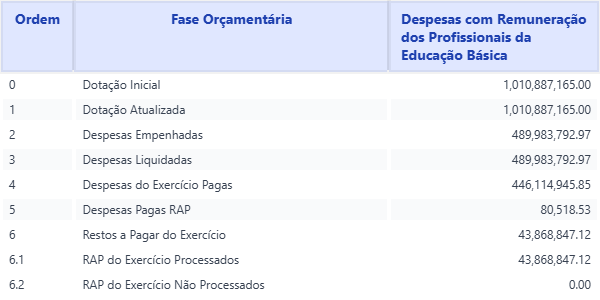 Ordem Fase Orçamentária Despesas com Remuneração
dos Profissionais da
Educação Básica
0 Dotação Inicial 1,010,887,165.00
1 Dotação Atualizada 1,010,887,165.00
2 Despesas Empenhadas 489,983,792.97
3 Despesas Liquidadas 489,983,792.97
4 Despesas do Exercício Pagas 446,114,945.85
5 Despesas Pagas RAP 80,518.53
6 Restos a Pagar do Exercício 43,868,847.12
6.1 RAP do Exercício Processados 43,868,847.12
6.2 RAP do Exercício Não Processados 0.00